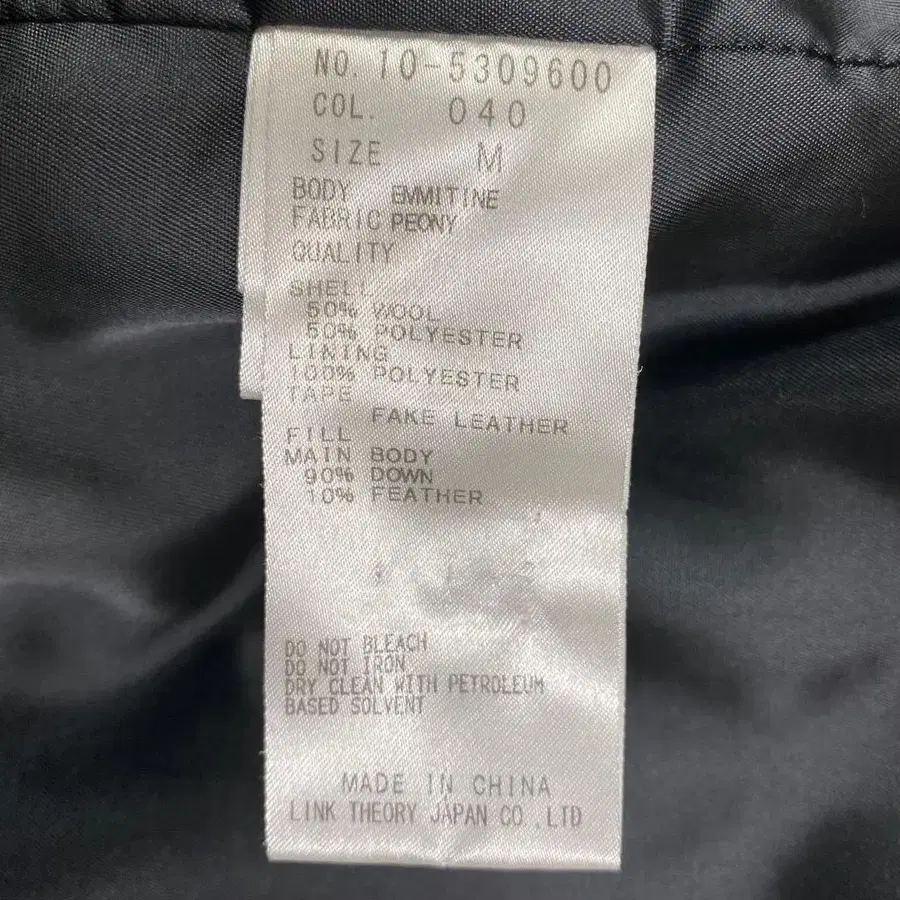 NO. 10-5309600
COL. 040
SIZE M
BODY EMMITINE
FABRIC PEONY
QUALITY
SHELL
50% WOOL
50% POLYESTER
LINING
100% POLYESTER
TAPE
FAKE LEATHER
FILL
MAIN BODY
90% DOWN
10% FEATHER
DO NOT BLEACH
DO NOT IRON
DRY CLEAN WITH PETROLEUM
BASED SOLVENT
MADE IN CHINA
LINK THEORY JAPAN CO.,LTD